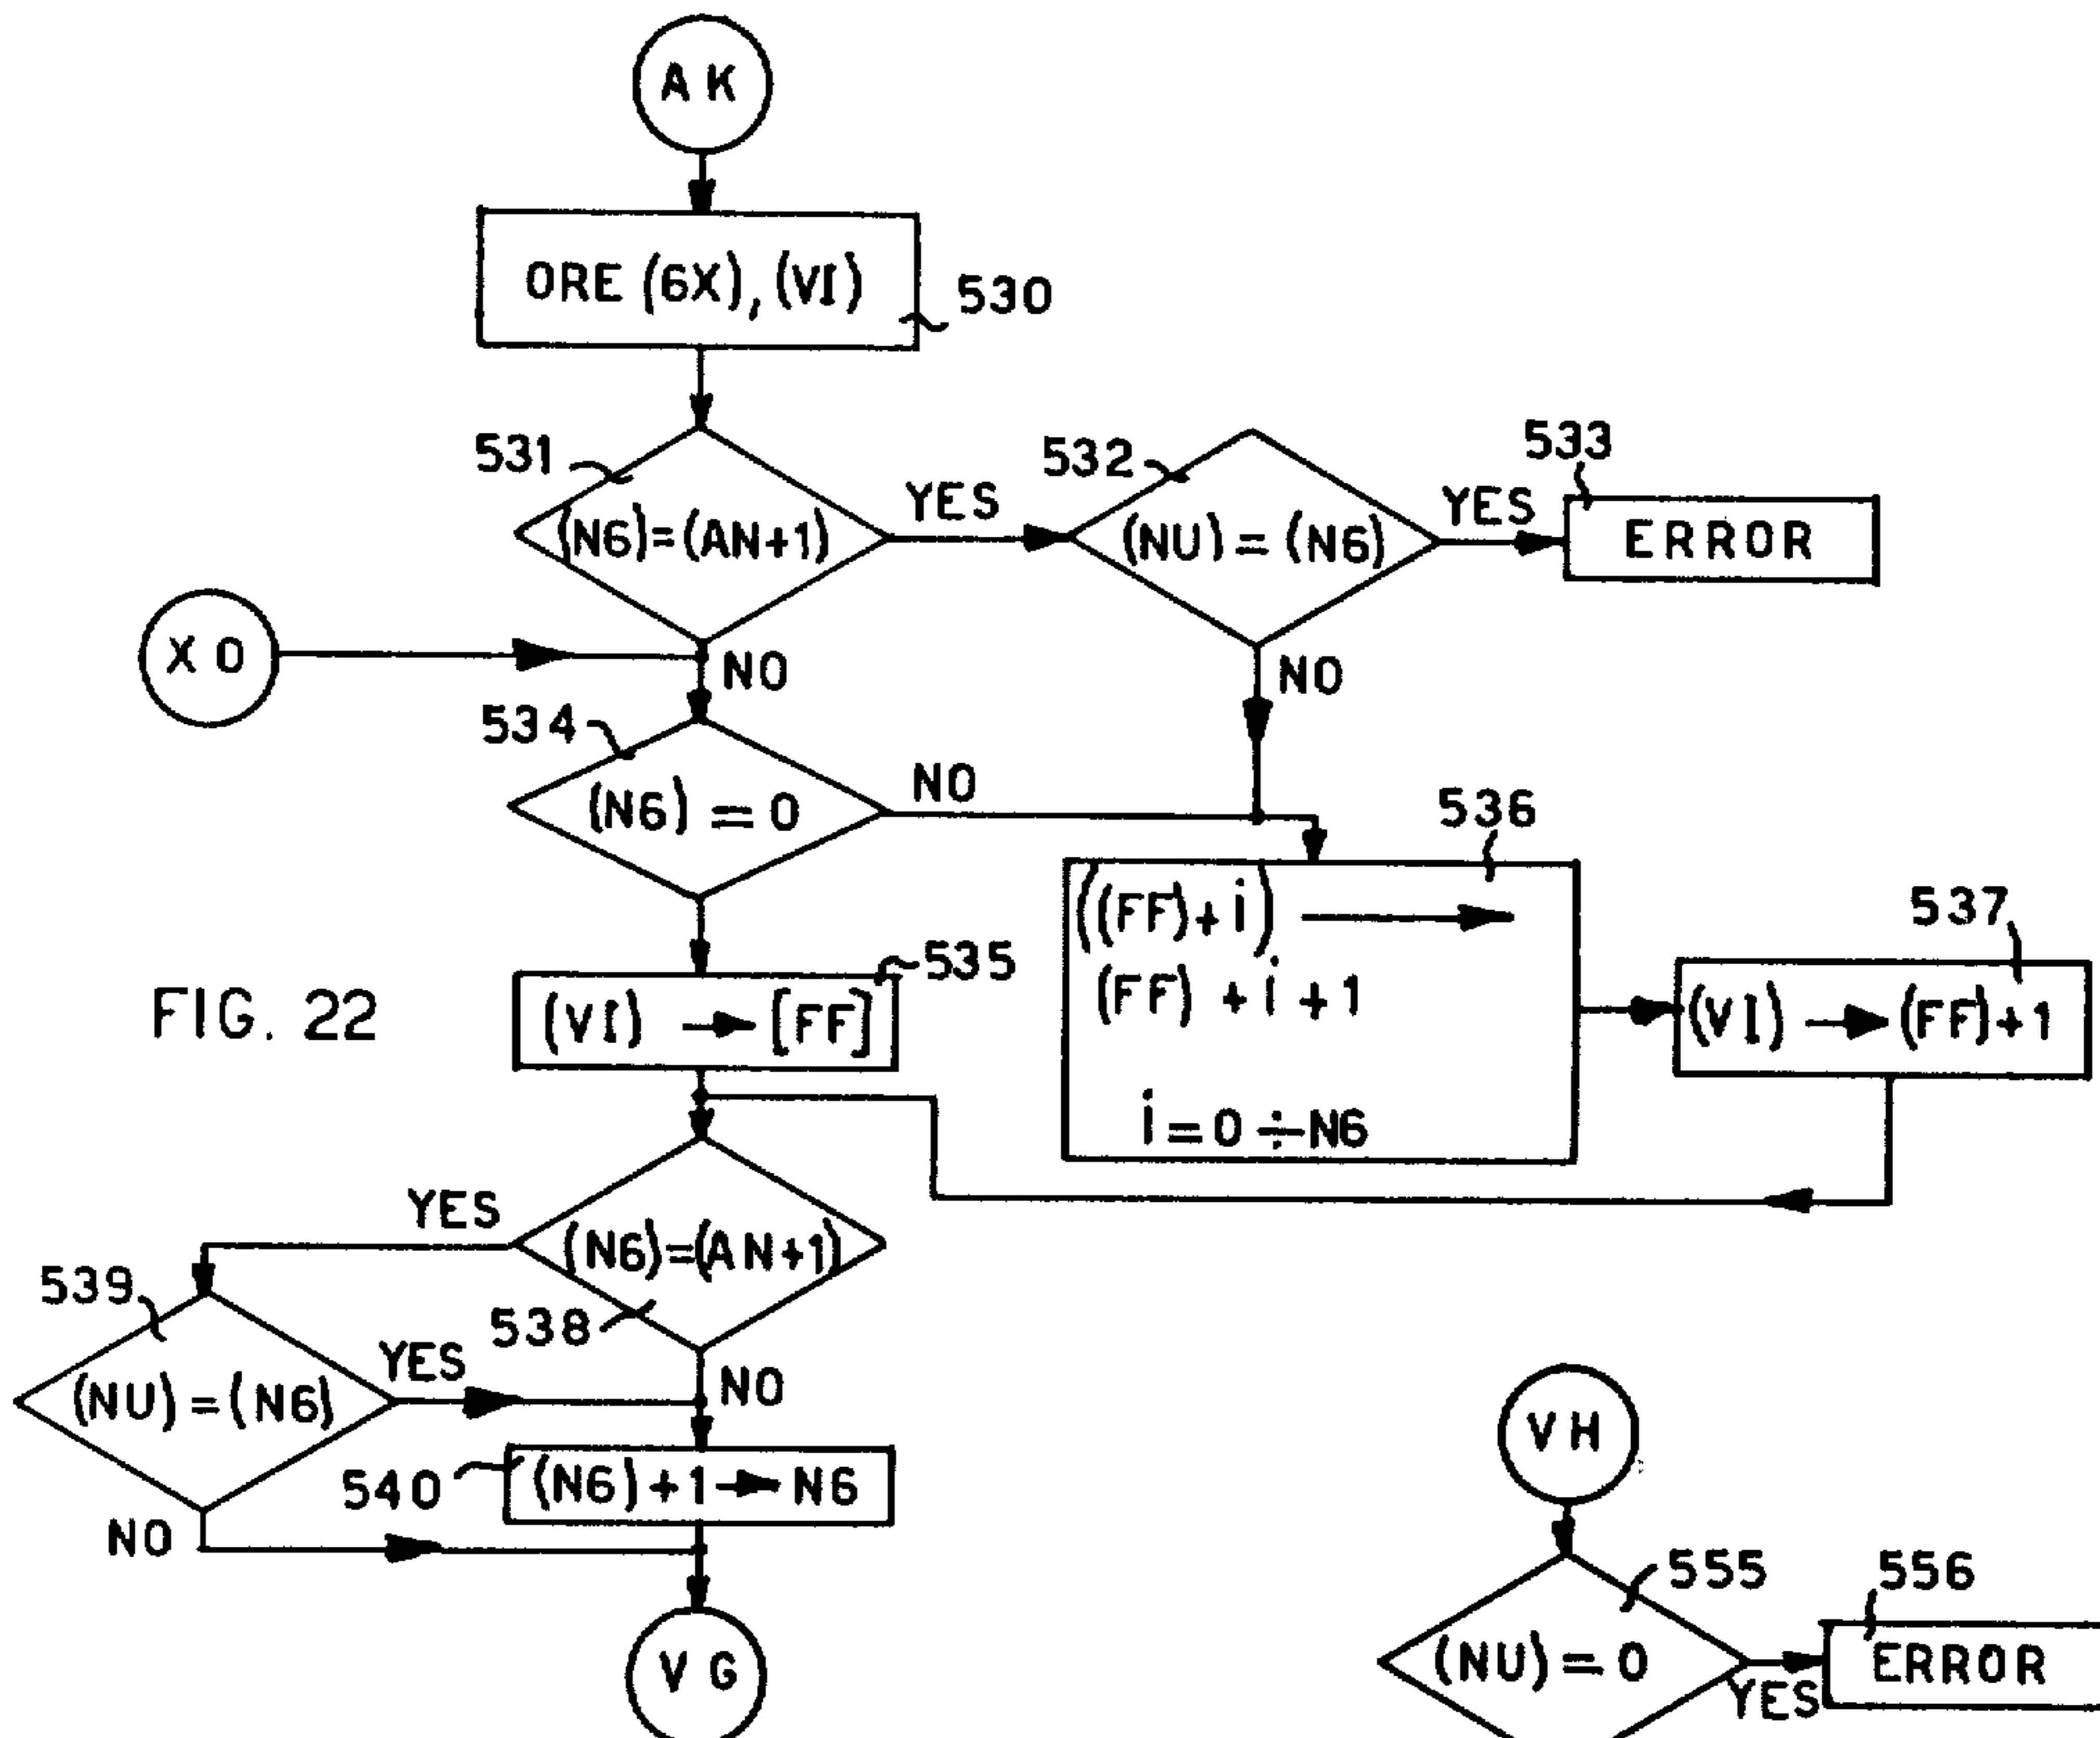 AK
ORE (6X), (VI)
530
531
(N6)=(AN+1)
YES
532
(NU)=(N6)
YES
533
ERROR
XO
NO
NO
534
(N6)=0
NO
536
((FF)+i) →
(FF)+i+1
i=0÷N6
537
(VI) → (FF)+1
535
(VI) → [FF]
FIG. 22
YES
(N6)=(AN+1)
538
539
(NU)=(N6)
YES
NO
540
(N6)+1→N6
NO
VG
VH
555
(NU)=0
YES
556
ERROR